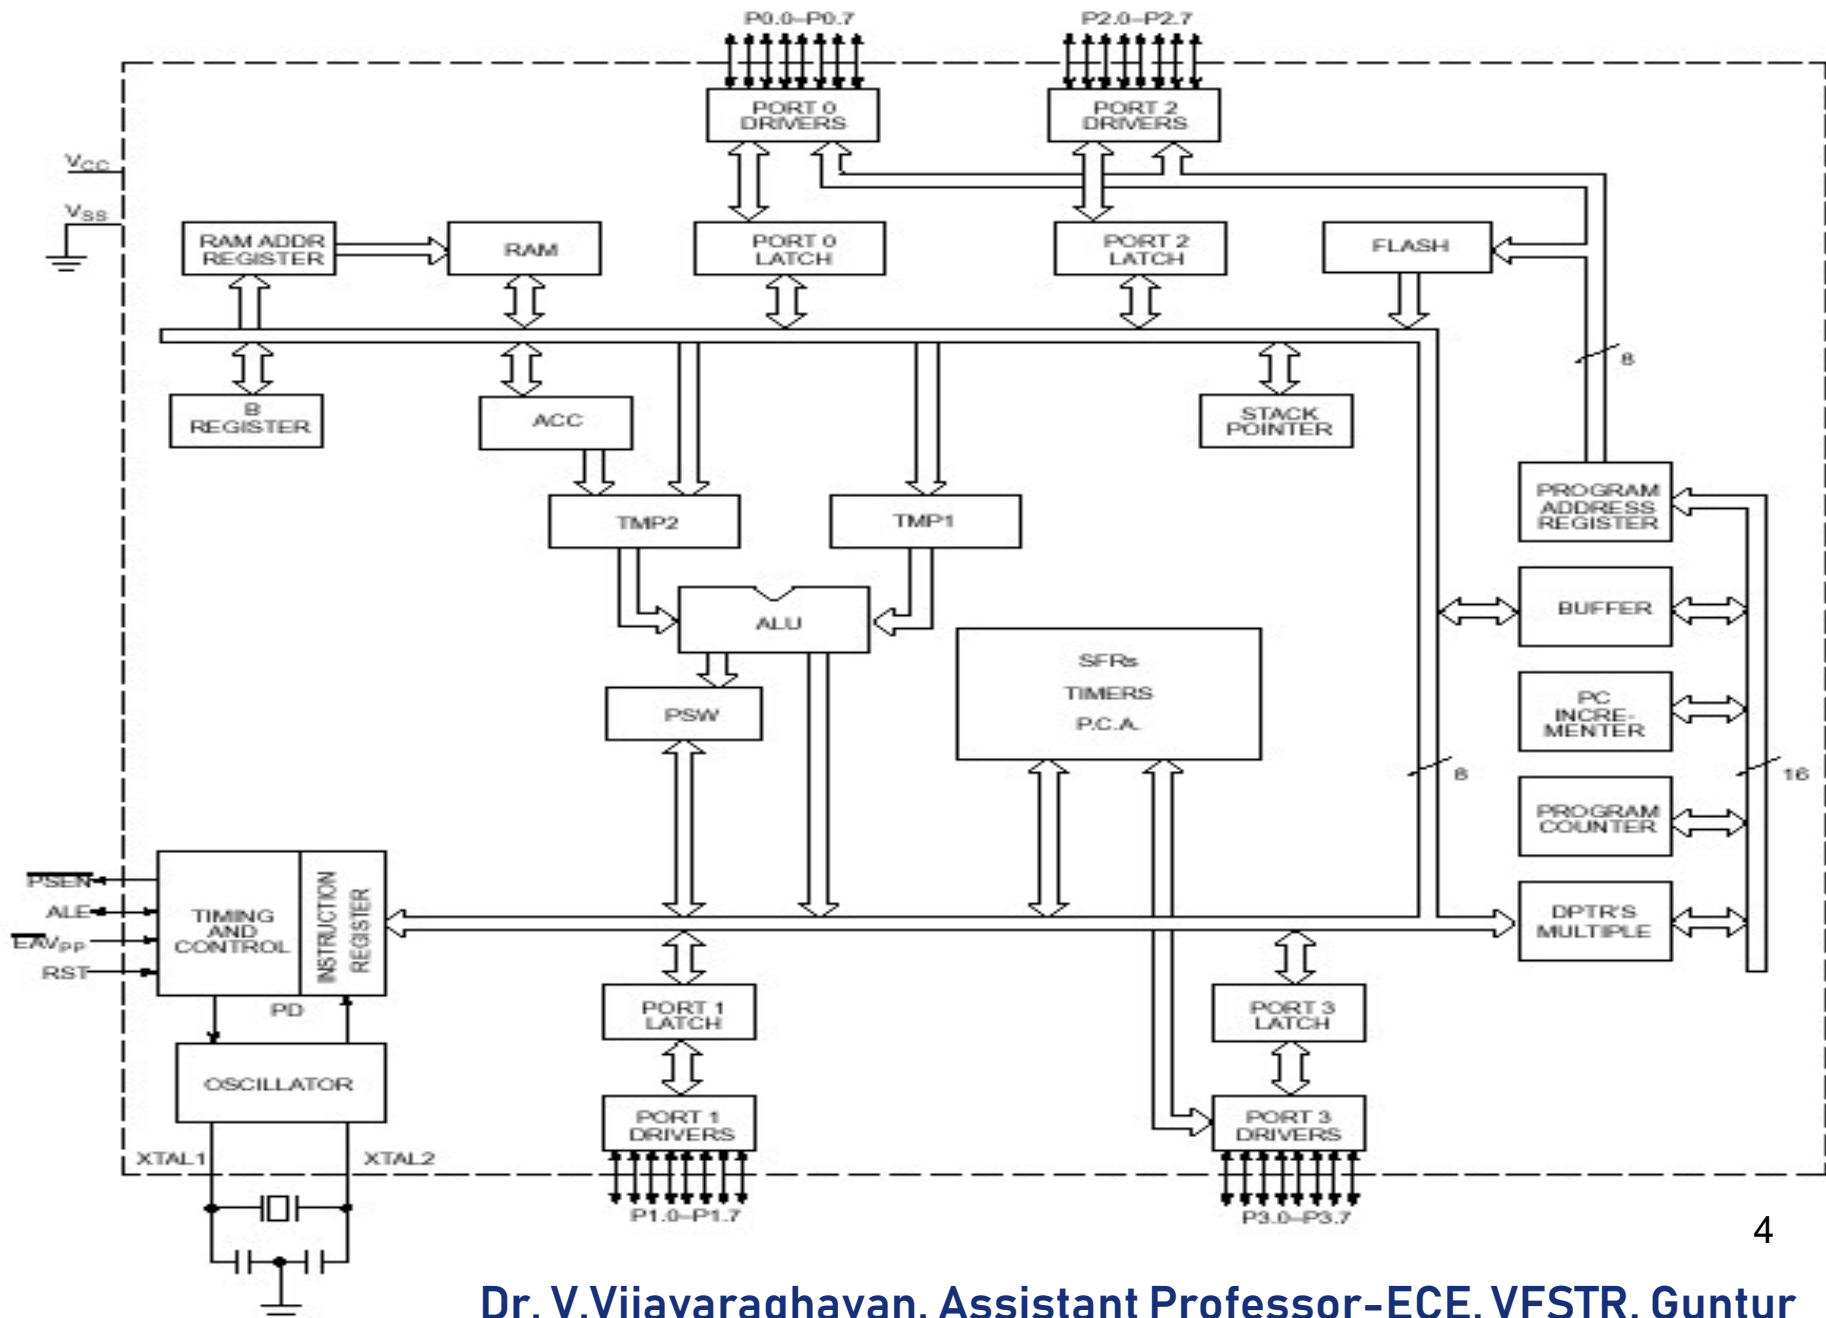 P0.0–P0.7
P2.0–P2.7
PORT 0
DRIVERS
PORT 2
DRIVERS
VCC
VSS
RAM ADDR
REGISTER
RAM
PORT 0
LATCH
PORT 2
LATCH
FLASH
8
B
REGISTER
ACC
STACK
POINTER
PROGRAM
ADDRESS
REGISTER
TMP2
TMP1
BUFFER
ALU
SFRs
TIMERS
P.C.A.
PSW
PC
INCRE-
MENTER
8
16
PROGRAM
COUNTER
PSEN
ALE
EAVPP
RST
TIMING
AND
CONTROL
INSTRUCTION
REGISTER
DPTR'S
MULTIPLE
PD
PORT 1
LATCH
PORT 3
LATCH
OSCILLATOR
PORT 1
DRIVERS
PORT 3
DRIVERS
XTAL1
XTAL2
P1.0–P1.7
P3.0–P3.7
4
Dr. V.Vijayaraghavan, Assistant Professor-ECE, VFSTR, Guntur